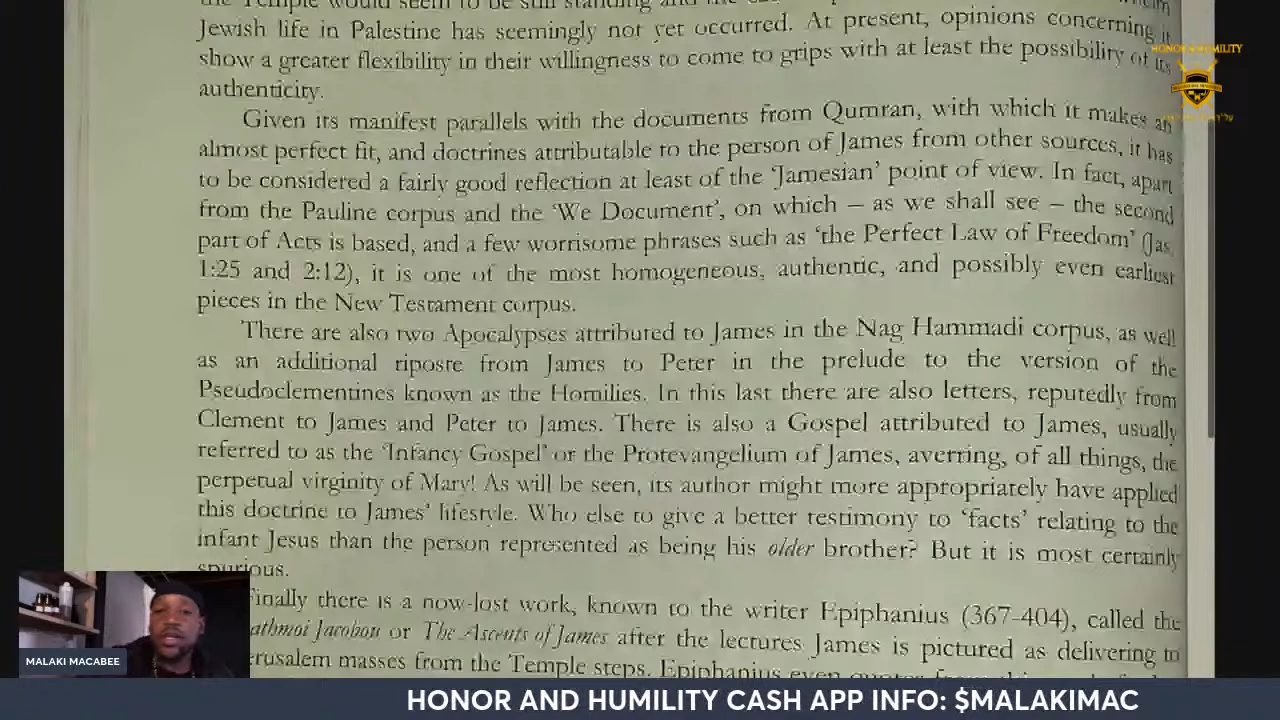 the Temple would seem to be still standing and the
Jewish life in Palestine has seemingly not yet occurred. At present, opinions concerning it
show a greater flexibility in their willingness to come to grips with at least the possibility of its
authenticity.
Given its manifest parallels with the documents from Qumran, with which it makes an
almost perfect fit, and doctrines attributable to the person of James from other sources, it has
to be considered a fairly good reflection at least of the 'Jamesian' point of view. In fact, apart
from the Pauline corpus and the 'We Document', on which – as we shall see – the second
part of Acts is based, and a few worrisome phrases such as 'the Perfect Law of Freedom' (Jas
1:25 and 2:12), it is one of the most homogeneous, authentic, and possibly even earliest
pieces in the New Testament corpus.
There are also two Apocalypses attributed to James in the Nag Hammadi corpus, as well
as an additional riposte from James to Peter in the prelude to the version of the
Pseudoclementines known as the Homilies. In this last there are also letters, reputedly from
Clement to James and Peter to James. There is also a Gospel attributed to James, usually
referred to as the 'Infancy Gospel' or the Protevangelium of James, averring, of all things, the
perpetual virginity of Mary! As will be seen, its author might more appropriately have applied
this doctrine to James' lifestyle. Who else to give a better testimony to 'facts' relating to the
infant Jesus than the person represented as being his older brother? But it is most certainly
spurious.
Finally there is a now-lost work, known to the writer Epiphanius (367–404), called the
athmoi Jacobou or The Ascents of James after the lectures James is pictured as delivering to
erusalem masses from the Temple steps. Epiphanius even
HONOR & HUMILITY
MALAKI MACABEE
HONOR AND HUMILITY CASH APP INFO: $MALAKIMAC